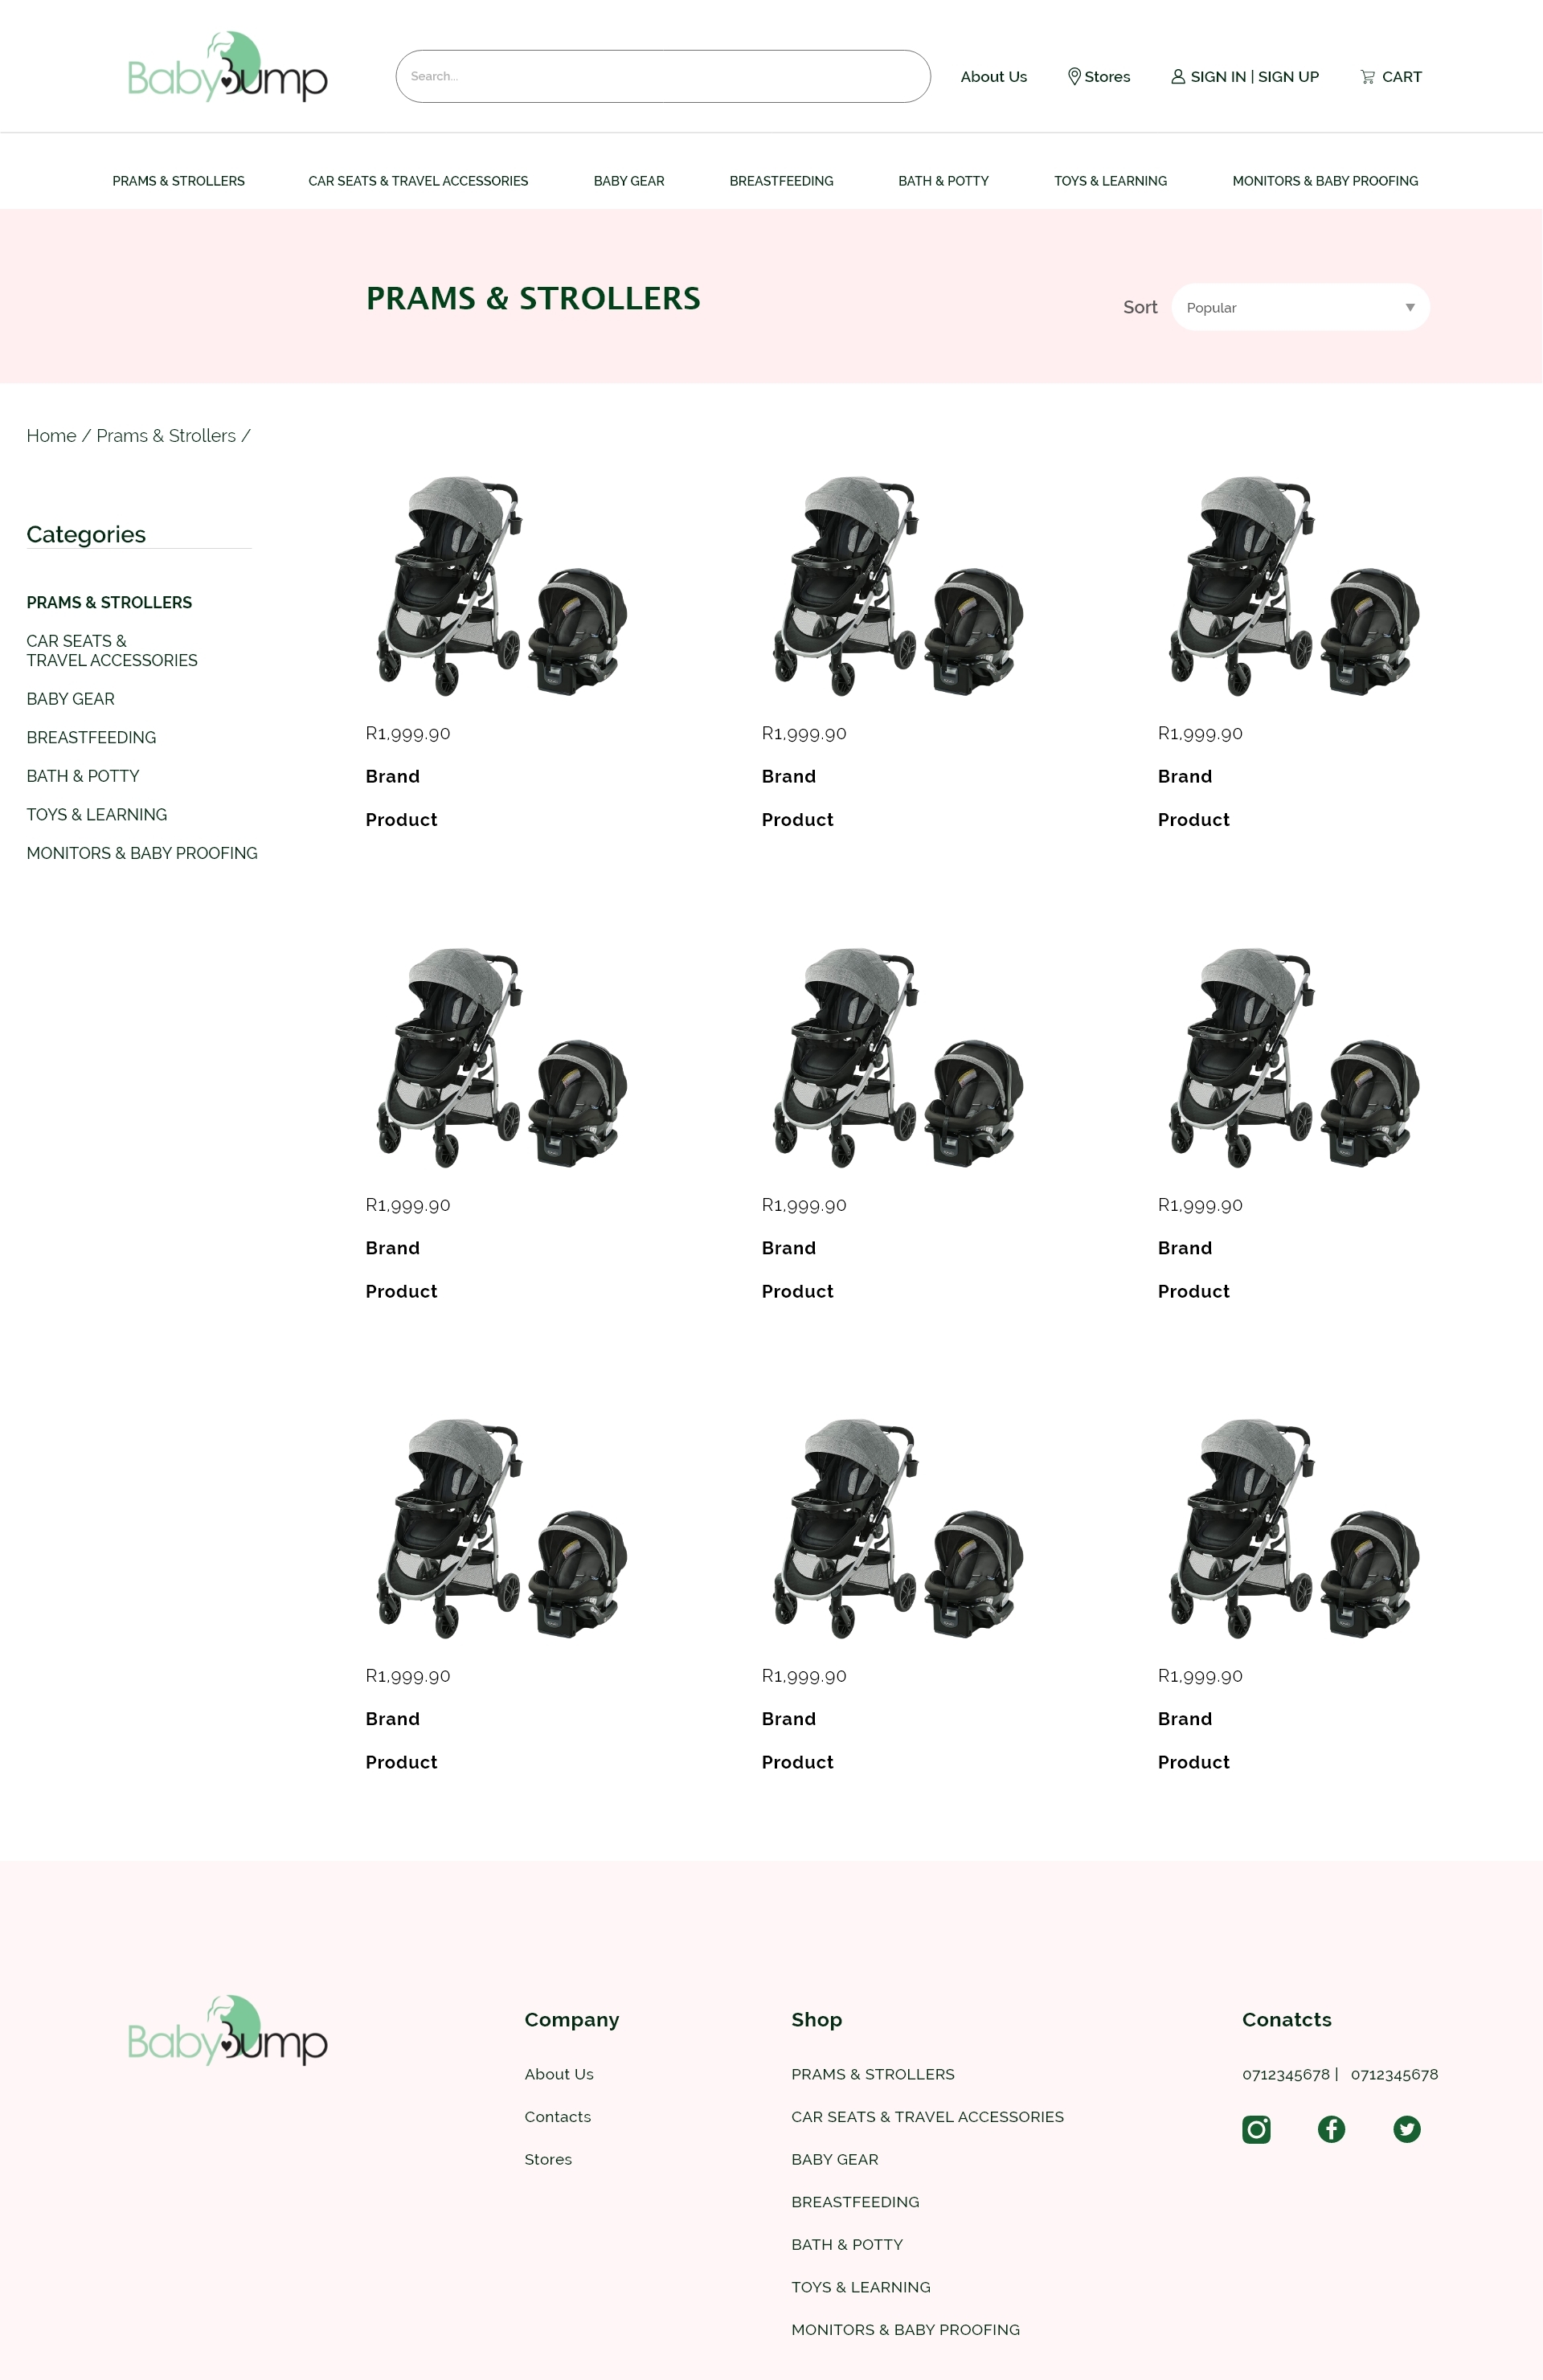 BabyBump
Search...
About Us
Stores
SIGN IN | SIGN UP
CART
PRAMS & STROLLERS
CAR SEATS & TRAVEL ACCESSORIES
BABY GEAR
BREASTFEEDING
BATH & POTTY
TOYS & LEARNING
MONITORS & BABY PROOFING
PRAMS & STROLLERS
Sort
Popular
Home / Prams & Strollers /
Categories
PRAMS & STROLLERS
CAR SEATS &
TRAVEL ACCESSORIES
BABY GEAR
BREASTFEEDING
BATH & POTTY
TOYS & LEARNING
MONITORS & BABY PROOFING
R1,999.90
Brand
Product
R1,999.90
Brand
Product
R1,999.90
Brand
Product
R1,999.90
Brand
Product
R1,999.90
Brand
Product
R1,999.90
Brand
Product
R1,999.90
Brand
Product
R1,999.90
Brand
Product
R1,999.90
Brand
Product
BabyBump
Company
About Us
Contacts
Stores
Shop
PRAMS & STROLLERS
CAR SEATS & TRAVEL ACCESSORIES
BABY GEAR
BREASTFEEDING
BATH & POTTY
TOYS & LEARNING
MONITORS & BABY PROOFING
Conatcts
0712345678 | 0712345678